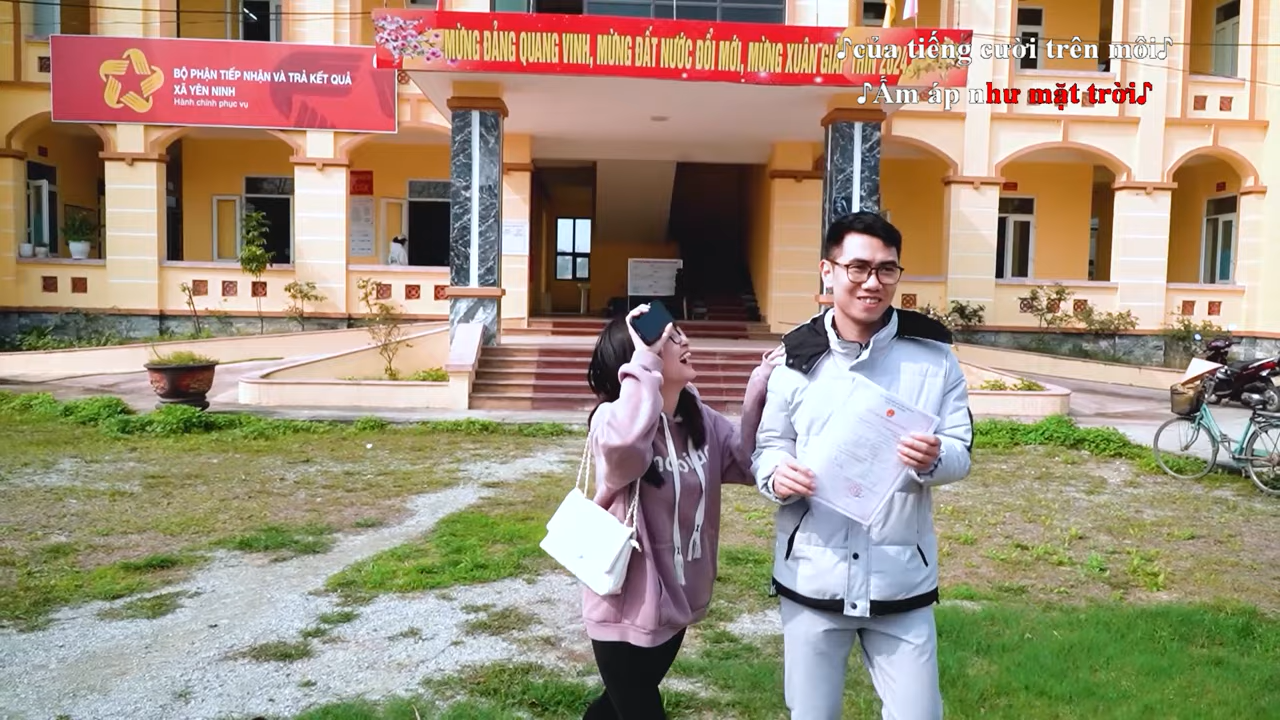 BỘ PHẬN TIẾP NHẬN VÀ TRẢ KẾT QUẢ
XÃ YÊN NINH
Hành chính phục vụ
MỪNG ĐẢNG QUANG VINH, MỪNG ĐẤT NƯỚC ĐỔI MỚI, MỪNG XUÂN GIÁP THÌN 2024
♪của tiếng cười trên môi♪
♪Ấm áp như mặt trời♪